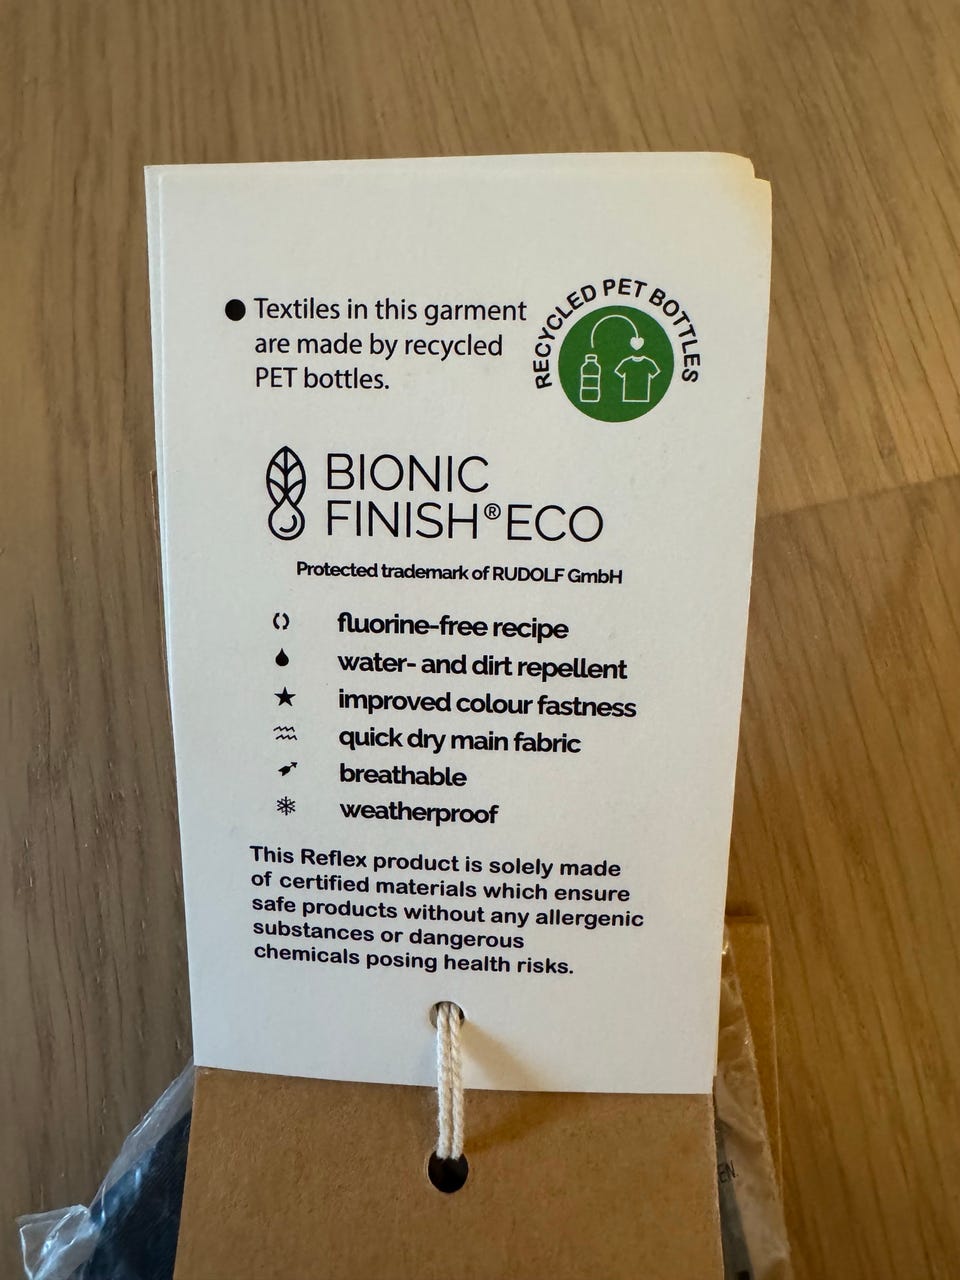 Textiles in this garment
are made by recycled
PET bottles.
RECYCLED PET BOTTLES
BIONIC
FINISH®ECO
Protected trademark of RUDOLF GmbH
fluorine-free recipe
water- and dirt repellent
improved colour fastness
quick dry main fabric
breathable
weatherproof
This Reflex product is solely made
of certified materials which ensure
safe products without any allergenic
substances or dangerous
chemicals posing health risks.